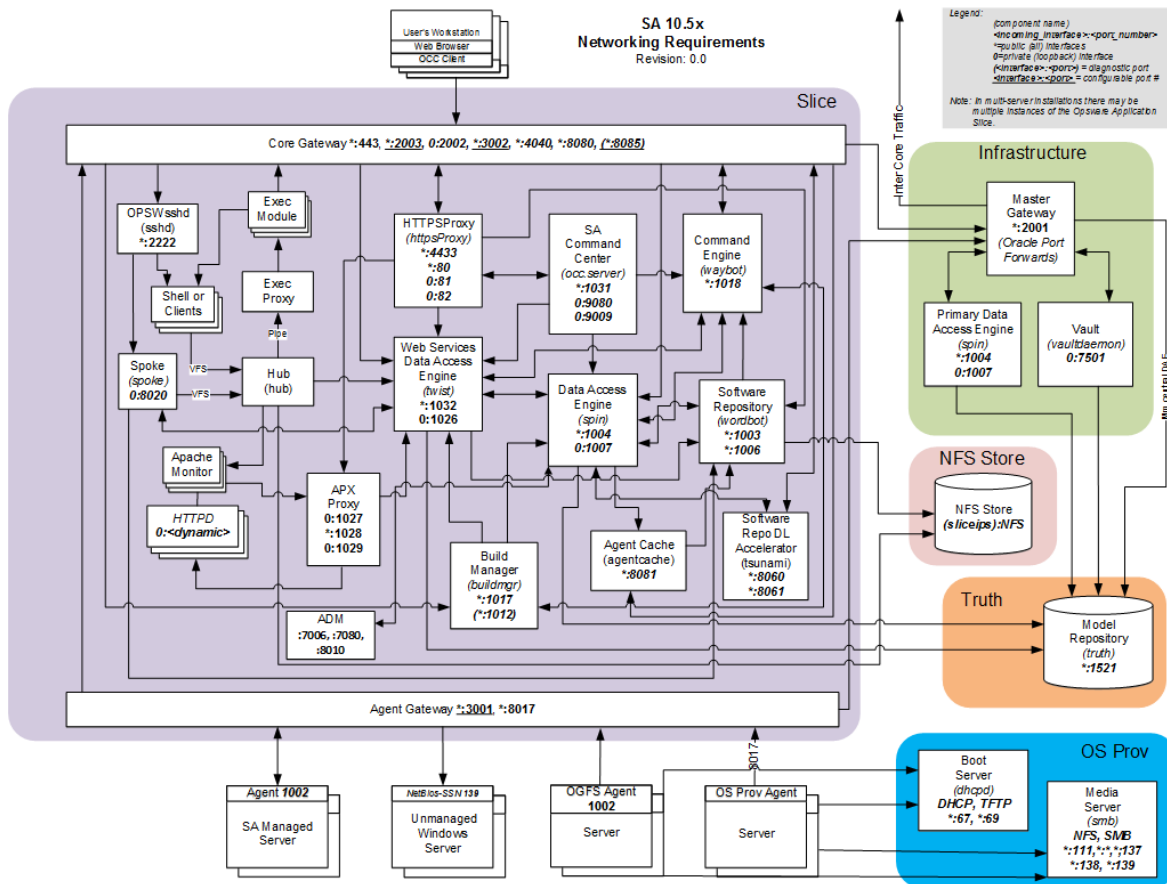 SA 10.5x
Networking Requirements
Revision: 0.0
User's Workstation
Web Browser
OCC Client
Legend:
(component name)
<incoming_interface>:<port_number>
*=public (all) interfaces
0=private (loopback) interface
(<interface>:<port>) = diagnostic port
<interface>:<port> = configurable port #
Note: In multi-server installations there may be
multiple instances of the Opsware Application
Slice.
Slice
Core Gateway *:443, *:2003, 0:2002, *:3002, *:4040, *:8080, (*:8085)
Inter Core Traffic
Infrastructure
Master
Gateway
*:2001
(Oracle Port
Forwards)
Primary Data
Access Engine
(spin)
*:1004
0:1007
Vault
(vaultdaemon)
0:7501
OPSWsshd
(sshd)
*:2222
Exec
Module
HTTPSProxy
(httpsProxy)
*:4433
*:80
0:81
0:82
SA
Command
Center
(occ.server)
*:1031
0:9080
0:9009
Command
Engine
(waybot)
*:1018
Shell or
Clients
Exec
Proxy
Pipe
VFS
VFS
Spoke
(spoke)
0:8020
Hub
(hub)
Web Services
Data Access
Engine
(twist)
*:1032
0:1026
Data Access
Engine
(spin)
*:1004
0:1007
Software
Repository
(wordbot)
*:1003
*:1006
Apache
Monitor
HTTPD
0:<dynamic>
APX
Proxy
0:1027
*:1028
0:1029
Build
Manager
(buildmgr)
*:1017
(*:1012)
Agent Cache
(agentcache)
*:8081
Software
Repo DL
Accelerator
(tsunami)
*:8060
*:8061
ADM
:7006, :7080,
:8010
NFS Store
NFS Store
(sliceips):NFS
Truth
Model
Repository
(truth)
*:1521
Agent Gateway *:3001, *:8017
8017
Agent 1002
SA Managed
Server
NetBios-SSN 139
Unmanaged
Windows
Server
OGFS Agent
1002
Server
OS Prov Agent
Server
OS Prov
Boot
Server
(dhcpd)
DHCP, TFTP
*:67, *:69
Media
Server
(smb)
NFS, SMB
*:111,*:*,*;137
*:138, *:139